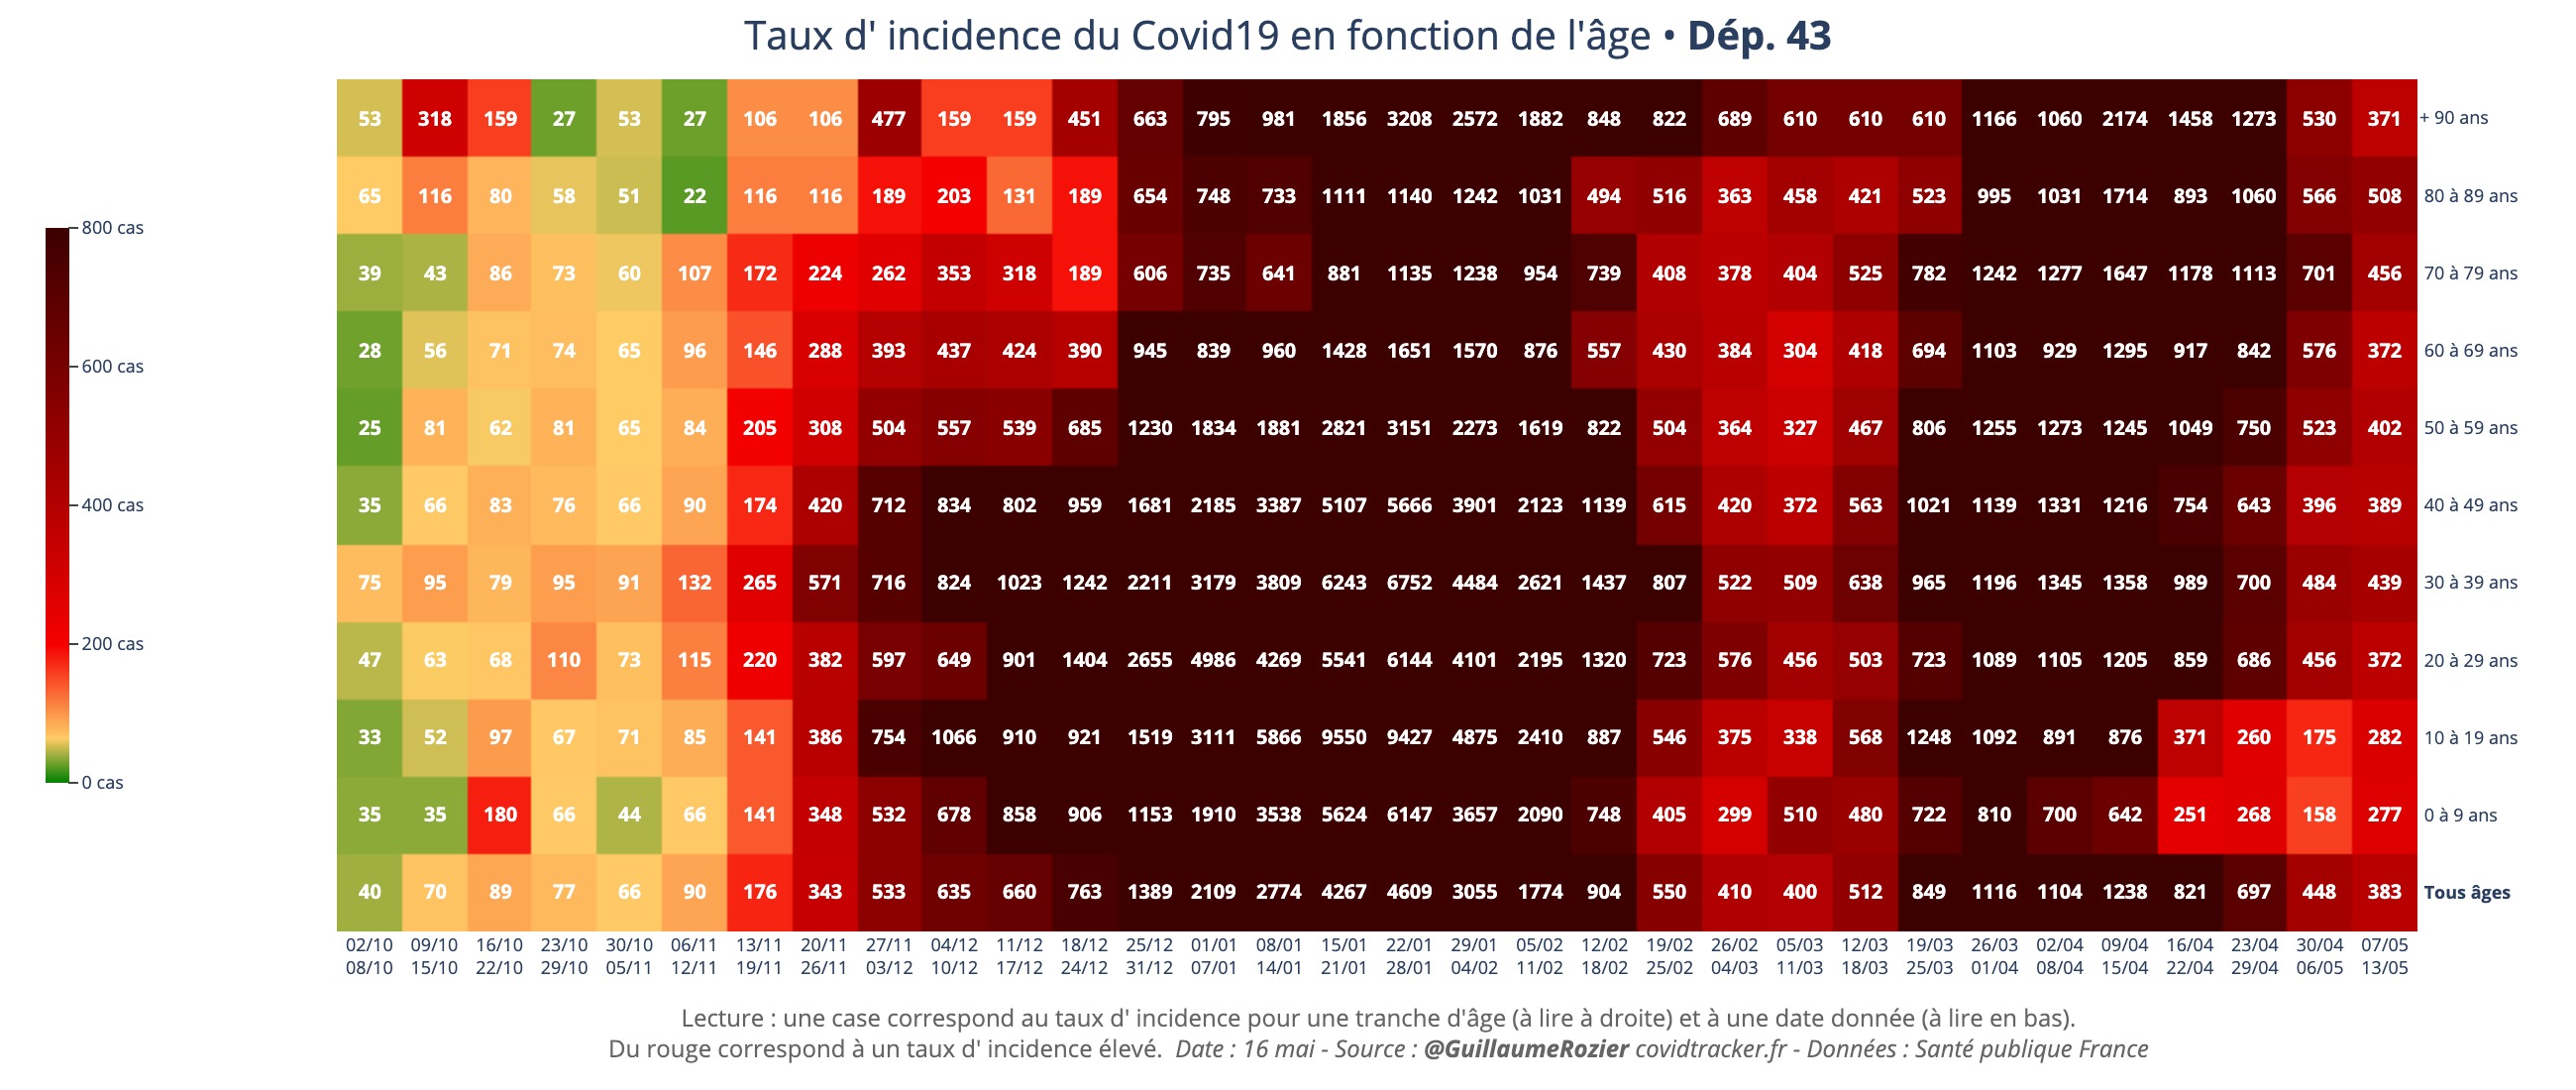 Taux d' incidence du Covid19 en fonction de l'âge • Dép. 43
53 318 159 27 53 27 106 106 477 159 159 451 663 795 981 1856 3208 2572 1882 848 822 689 610 610 610 1166 1060 2174 1458 1273 530 371 + 90 ans
65 116 80 58 51 22 116 116 189 203 131 189 654 748 733 1111 1140 1242 1031 494 516 363 458 421 523 995 1031 1714 893 1060 566 508 80 à 89 ans
800 cas
39 43 86 73 60 107 172 224 262 353 318 189 606 735 641 881 1135 1238 954 739 408 378 404 525 782 1242 1277 1647 1178 1113 701 456 70 à 79 ans
28 56 71 74 65 96 146 288 393 437 424 390 945 839 960 1428 1651 1570 876 557 430 384 304 418 694 1103 929 1295 917 842 576 372 60 à 69 ans
600 cas
25 81 62 81 65 84 205 308 504 557 539 685 1230 1834 1881 2821 3151 2273 1619 822 504 364 327 467 806 1255 1273 1245 1049 750 523 402 50 à 59 ans
400 cas
35 66 83 76 66 90 174 420 712 834 802 959 1681 2185 3387 5107 5666 3901 2123 1139 615 420 372 563 1021 1139 1331 1216 754 643 396 389 40 à 49 ans
75 95 79 95 91 132 265 571 716 824 1023 1242 2211 3179 3809 6243 6752 4484 2621 1437 807 522 509 638 965 1196 1345 1358 989 700 484 439 30 à 39 ans
200 cas
47 63 68 110 73 115 220 382 597 649 901 1404 2655 4986 4269 5541 6144 4101 2195 1320 723 576 456 503 723 1089 1105 1205 859 686 456 372 20 à 29 ans
33 52 97 67 71 85 141 386 754 1066 910 921 1519 3111 5866 9550 9427 4875 2410 887 546 375 338 568 1248 1092 891 876 371 260 175 282 10 à 19 ans
0 cas
35 35 180 66 44 66 141 348 532 678 858 906 1153 1910 3538 5624 6147 3657 2090 748 405 299 510 480 722 810 700 642 251 268 158 277 0 à 9 ans
40 70 89 77 66 90 176 343 533 635 660 763 1389 2109 2774 4267 4609 3055 1774 904 550 410 400 512 849 1116 1104 1238 821 697 448 383 Tous âges
02/10 09/10 16/10 23/10 30/10 06/11 13/11 20/11 27/11 04/12 11/12 18/12 25/12 01/01 08/01 15/01 22/01 29/01 05/02 12/02 19/02 26/02 05/03 12/03 19/03 26/03 02/04 09/04 16/04 23/04 30/04 07/05
08/10 15/10 22/10 29/10 05/11 12/11 19/11 26/11 03/12 10/12 17/12 24/12 31/12 07/01 14/01 21/01 28/01 04/02 11/02 18/02 25/02 04/03 11/03 18/03 25/03 01/04 08/04 15/04 22/04 29/04 06/05 13/05
Lecture : une case correspond au taux d' incidence pour une tranche d'âge (à lire à droite) et à une date donnée (à lire en bas).
Du rouge correspond à un taux d' incidence élevé. Date : 16 mai - Source : @GuillaumeRozier covidtracker.fr - Données : Santé publique France